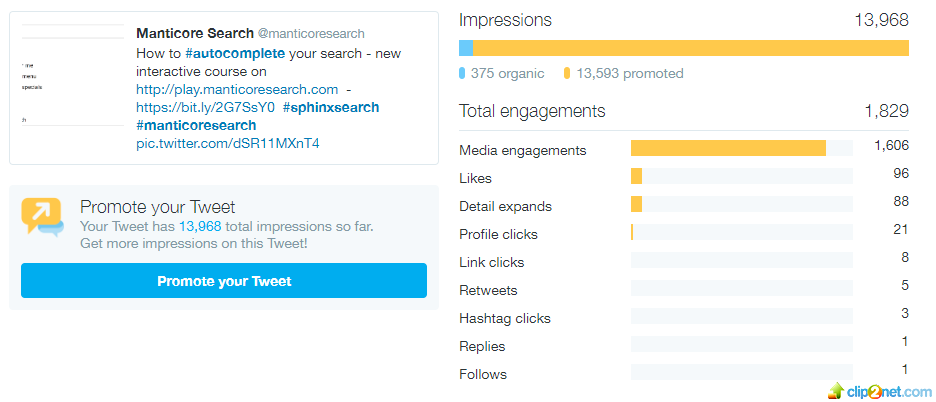 Manticore Search @manticoresearch
How to #autocomplete your search - new
interactive course on
http://play.manticoresearch.com -
https://bit.ly/2G7SsY0 #sphinxsearch
#manticoresearch
pic.twitter.com/dSR11MXnT4
me
menu
specials
Promote your Tweet
Your Tweet has 13,968 total impressions so far.
Get more impressions on this Tweet!
Promote your Tweet
Impressions 13,968
375 organic 13,593 promoted
Total engagements 1,829
Media engagements 1,606
Likes 96
Detail expands 88
Profile clicks 21
Link clicks 8
Retweets 5
Hashtag clicks 3
Replies 1
Follows 1
clip2net.com